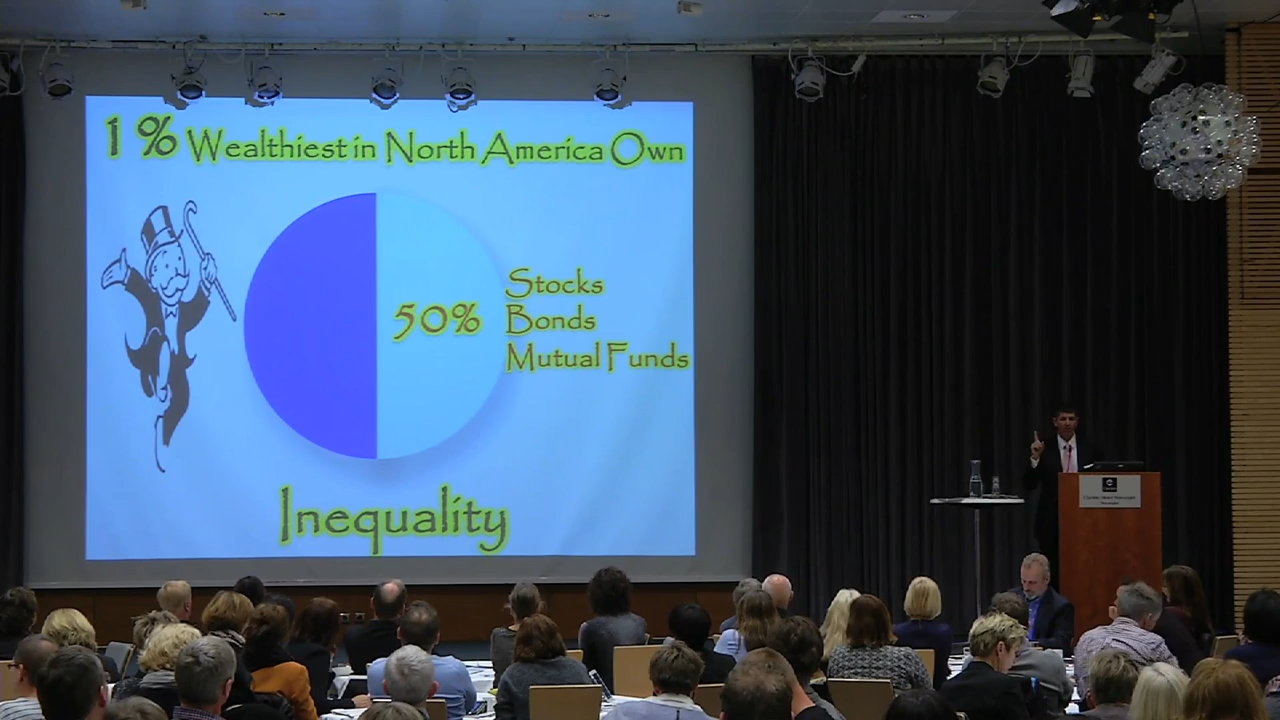 1% Wealthiest in North America Own
50%
Stocks
Bonds
Mutual Funds
Inequality